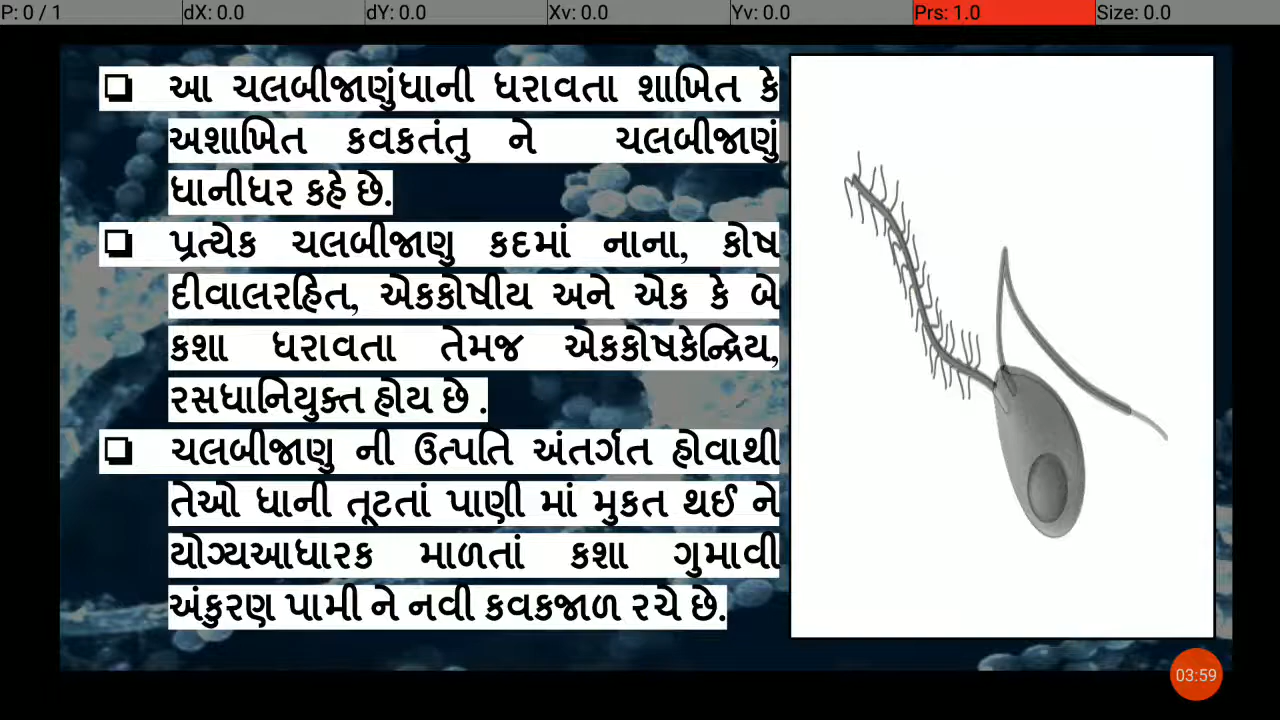 P: 0 / 1 dX: 0.0 dY: 0.0 Xv: 0.0 Yv: 0.0 Prs: 1.0 Size: 0.0
❑ આ ચલબીજાણુંધાની ધરાવતા શાખિત કે
અશાખિત કવકતંતુ ને ચલબીજાણું
ધાનીધર કહે છે.
❑ પ્રત્યેક ચલબીજાણુ કદમાં નાના, કોષ
દીવાલરહિત, એકકોષીય અને એક કે બે
કશા ધરાવતા તેમજ એકકોષકેન્દ્રિય,
રસધાનિયુક્ત હોય છે .
❑ ચલબીજાણુ ની ઉત્પતિ અંતર્ગત હોવાથી
તેઓ ધાની તૂટતાં પાણી માં મુકત થઈ ને
યોગ્યઆધારક માળતાં કશા ગુમાવી
અંકુરણ પામી ને નવી કવકજાળ રચે છે.
03:59